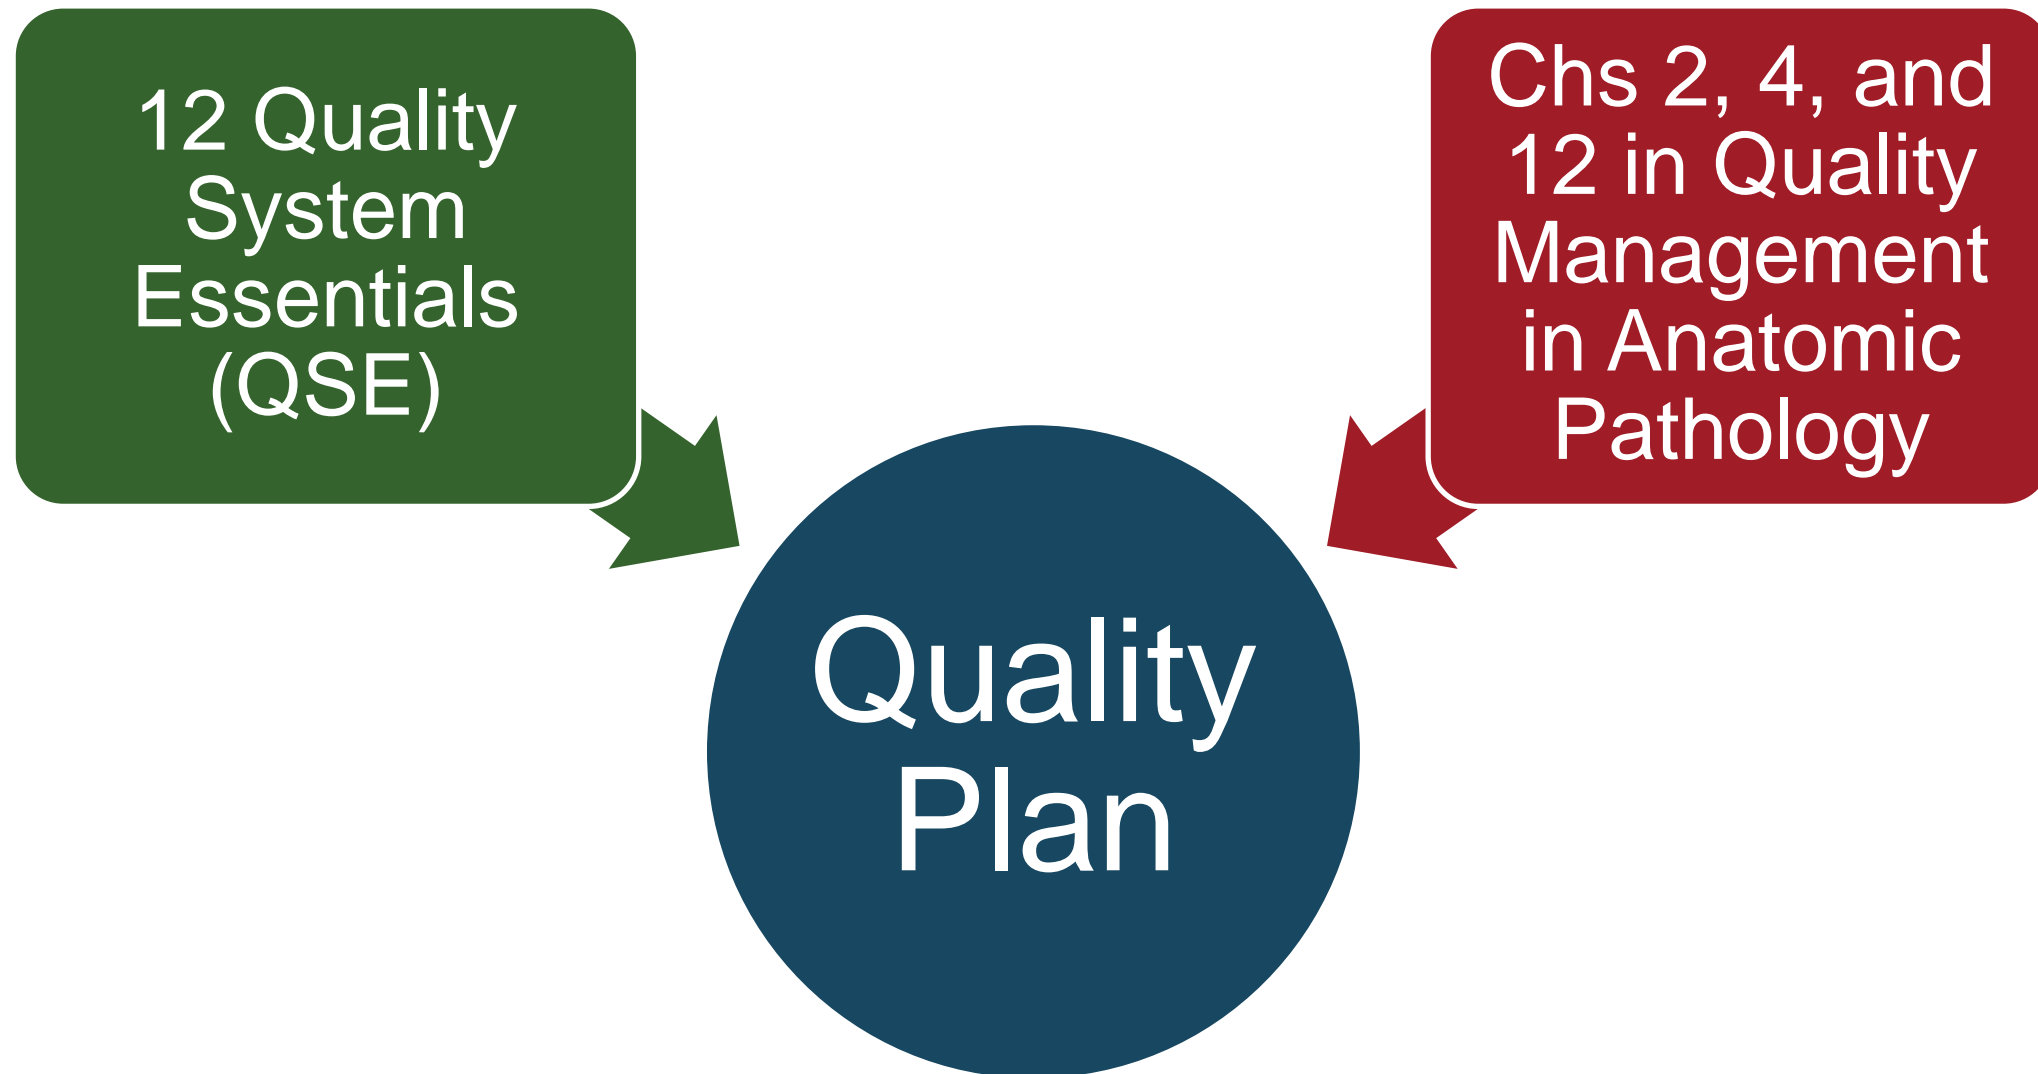 12 Quality
System
Essentials
(QSE)
Chs 2, 4, and
12 in Quality
Management
in Anatomic
Pathology
Quality
Plan